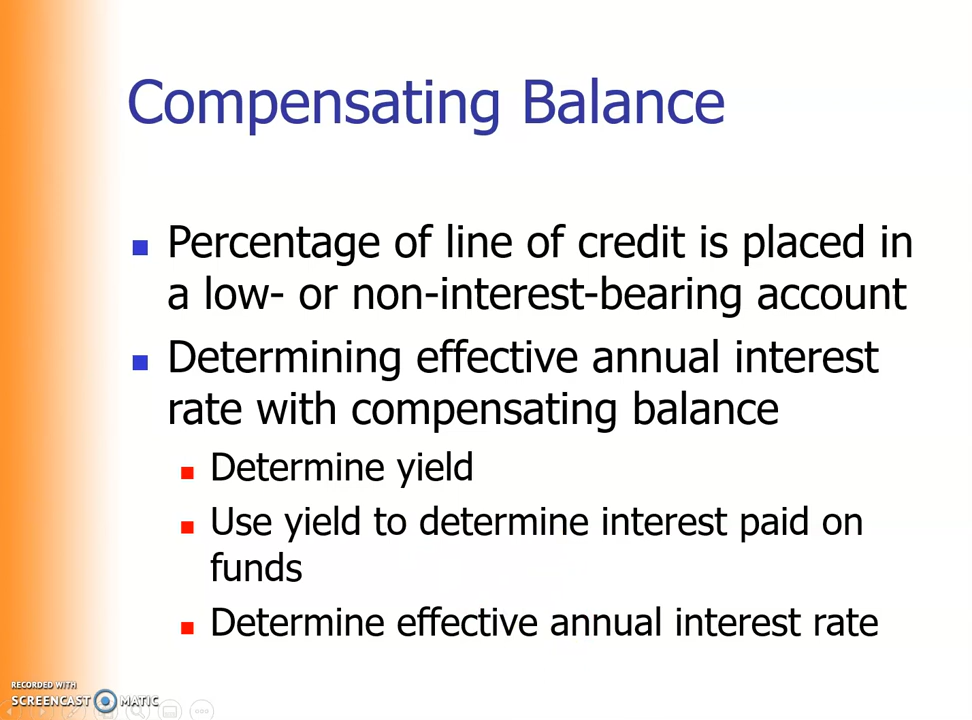 Compensating Balance
Percentage of line of credit is placed in
a low- or non-interest-bearing account
Determining effective annual interest
rate with compensating balance
Determine yield
Use yield to determine interest paid on
funds
Determine effective annual interest rate
RECORDED WITH
SCREENCAST MATIC